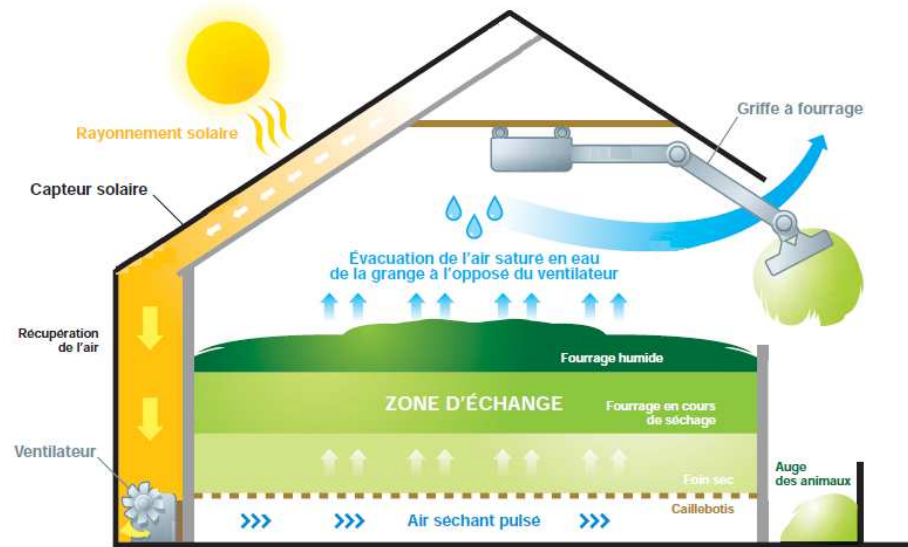 Griffe à fourrage
Rayonnement solaire
Capteur solaire
Évacuation de l'air saturé en eau
de la grange à l'opposé du ventilateur
Récupération
de l'air
Fourrage humide
ZONE D'ÉCHANGE
Fourrage en cours
de séchage
Ventilateur
Foin sec
Auge
des animaux
Caillebotis
Air séchant pulsé